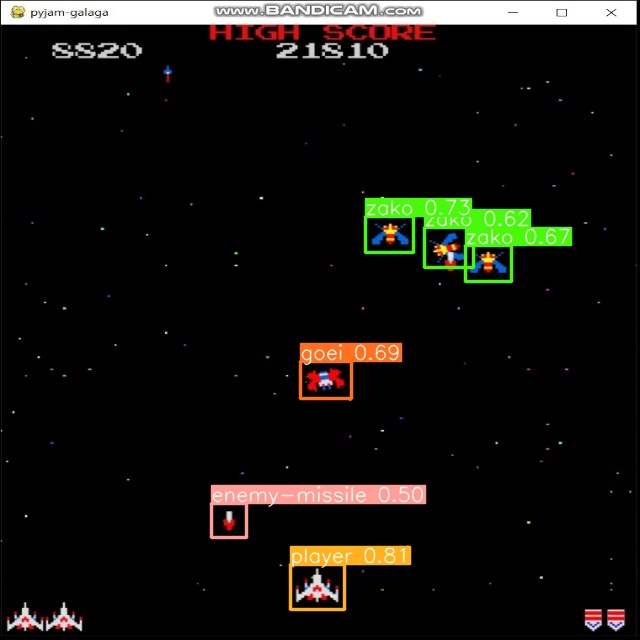 pyjam-galaga
www.BANDICAM.com
HIGH SCORE
8820 21810
zako 0.73
zako 0.62
zako 0.67
goei 0.69
enemy-missile 0.50
player 0.81